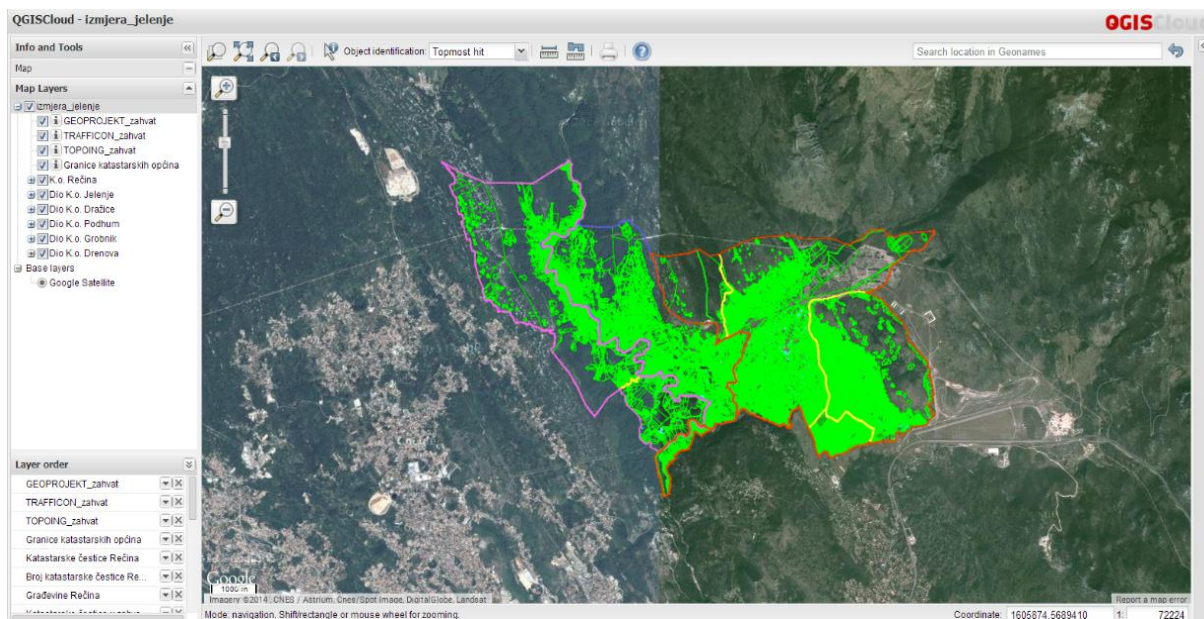 QGISCloud - izmjera_jelenje
QGISCloud
Info and Tools
Map
Map Layers
izmjera_jelenje
GEOPROJEKT_zahvat
TRAFFICON_zahvat
TOPOING_zahvat
Granice katastarskih općina
K.o. Rečina
Dio K.o. Jelenje
Dio K.o. Dražice
Dio K.o. Podhum
Dio K.o. Grobnik
Dio K.o. Drenova
Base layers
Google Satellite
Layer order
GEOPROJEKT_zahvat
TRAFFICON_zahvat
TOPOING_zahvat
Granice katastarskih općina
Katastarske čestice Rečina
Broj katastarske čestice Re...
Građevine Rečina
Object identification: Topmost hit
Search location in Geonames
Google
1000 m
Imagery ©2014 , CNES / Astrium, Cnes/Spot Image, DigitalGlobe, Landsat
Report a map error
Mode: navigation. Shift/rectangle or mouse wheel for zooming.
Coordinate: 1605874,5689410 1: 72224